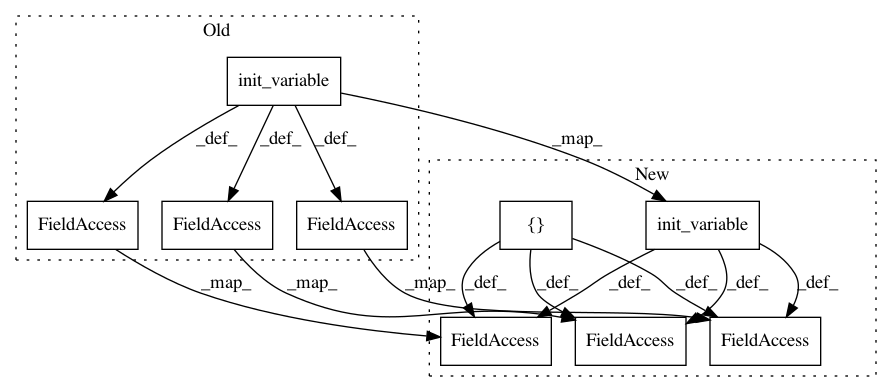 Old
init_variable
_def_ _def_ _def_ _map_
New
FieldAccess FieldAccess FieldAccess {} init_variable
_map_ _map_ _map_ _def_ _def_ _def_ _def_ _def_ _def_
FieldAccess FieldAccess FieldAccess